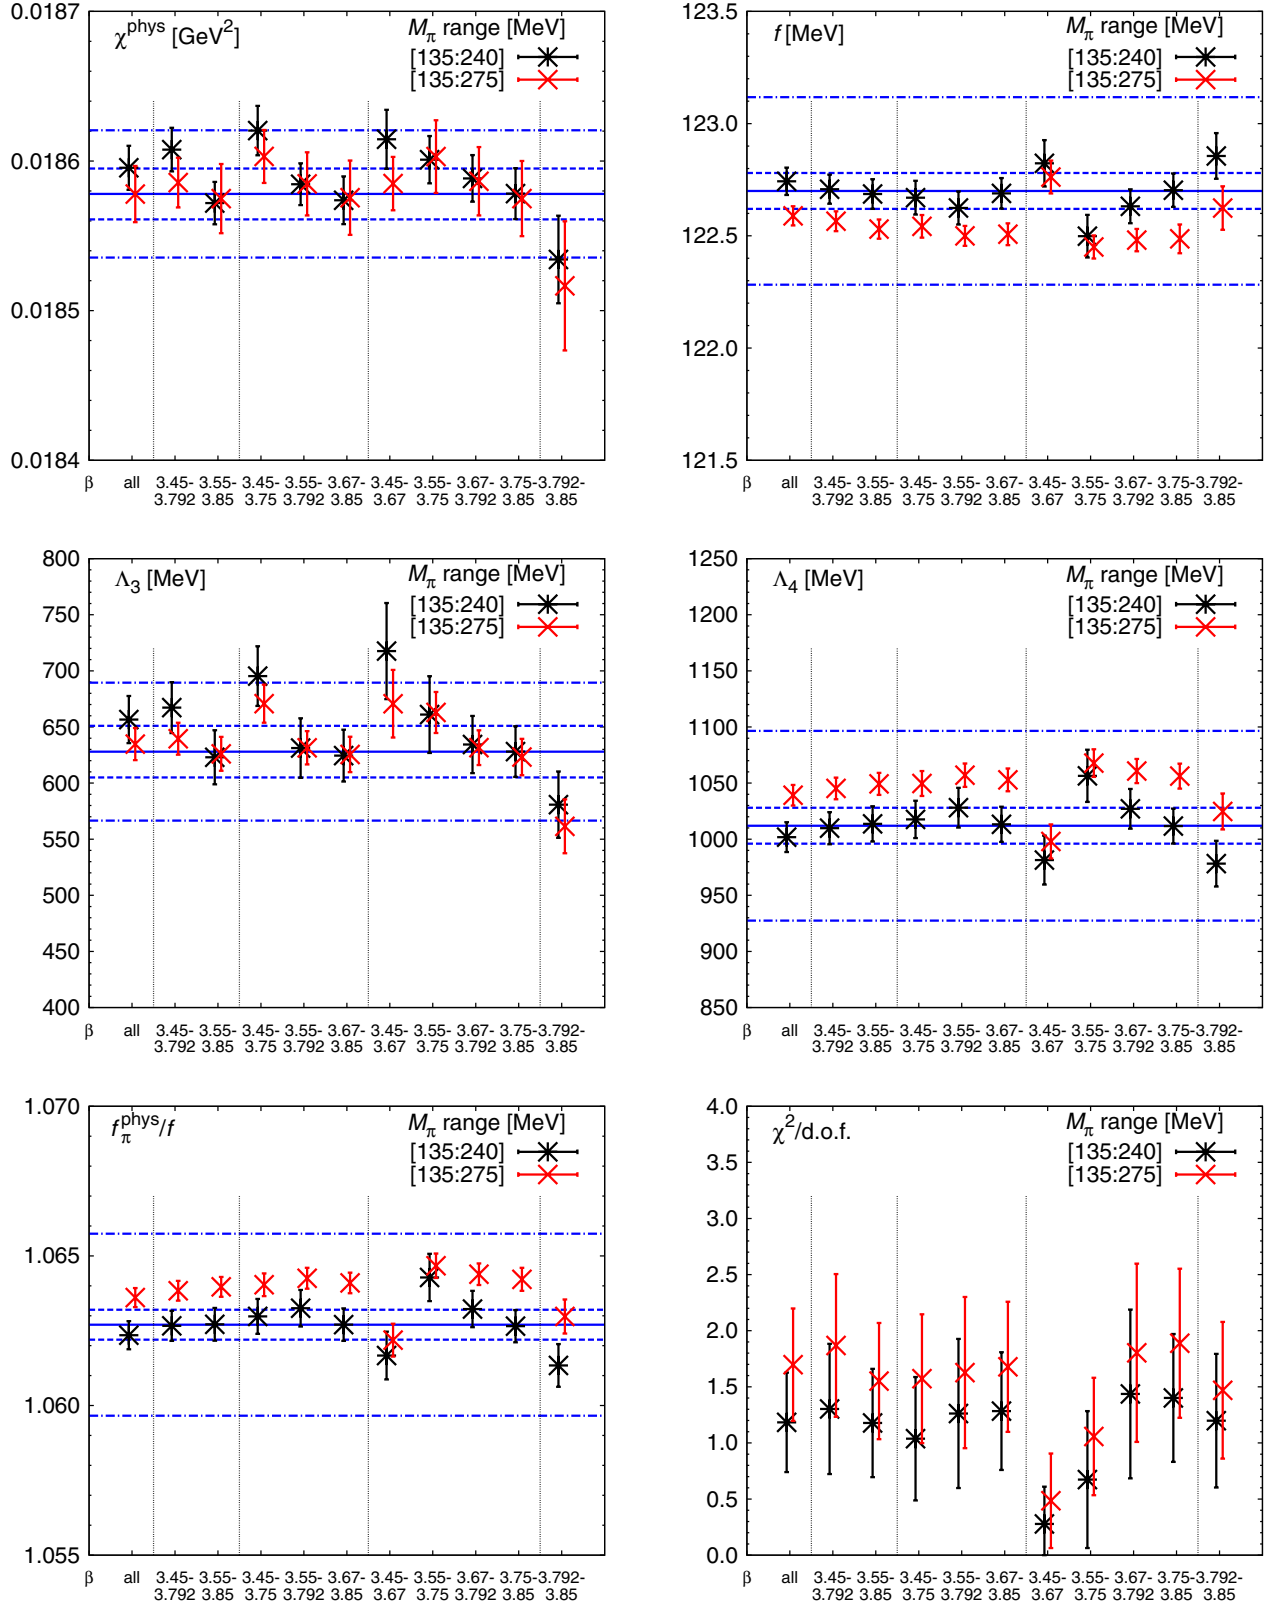 χ^phys [GeV²]
M_π range [MeV]
[135:240]
[135:275]
0.0187
0.0186
0.0185
0.0184
β all 3.45-3.792 3.55-3.85 3.45-3.75 3.55-3.792 3.67-3.85 3.45-3.67 3.55-3.75 3.67-3.792 3.75-3.85 3.792-3.85
f [MeV]
M_π range [MeV]
[135:240]
[135:275]
123.5
123.0
122.5
122.0
121.5
β all 3.45-3.792 3.55-3.85 3.45-3.75 3.55-3.792 3.67-3.85 3.45-3.67 3.55-3.75 3.67-3.792 3.75-3.85 3.792-3.85
Λ₃ [MeV]
M_π range [MeV]
[135:240]
[135:275]
800
750
700
650
600
550
500
450
400
β all 3.45-3.792 3.55-3.85 3.45-3.75 3.55-3.792 3.67-3.85 3.45-3.67 3.55-3.75 3.67-3.792 3.75-3.85 3.792-3.85
Λ₄ [MeV]
M_π range [MeV]
[135:240]
[135:275]
1250
1200
1150
1100
1050
1000
950
900
850
β all 3.45-3.792 3.55-3.85 3.45-3.75 3.55-3.792 3.67-3.85 3.45-3.67 3.55-3.75 3.67-3.792 3.75-3.85 3.792-3.85
f_π^phys/f
M_π range [MeV]
[135:240]
[135:275]
1.070
1.065
1.060
1.055
β all 3.45-3.792 3.55-3.85 3.45-3.75 3.55-3.792 3.67-3.85 3.45-3.67 3.55-3.75 3.67-3.792 3.75-3.85 3.792-3.85
χ²/d.o.f.
M_π range [MeV]
[135:240]
[135:275]
4.0
3.5
3.0
2.5
2.0
1.5
1.0
0.5
0.0
β all 3.45-3.792 3.55-3.85 3.45-3.75 3.55-3.792 3.67-3.85 3.45-3.67 3.55-3.75 3.67-3.792 3.75-3.85 3.792-3.85